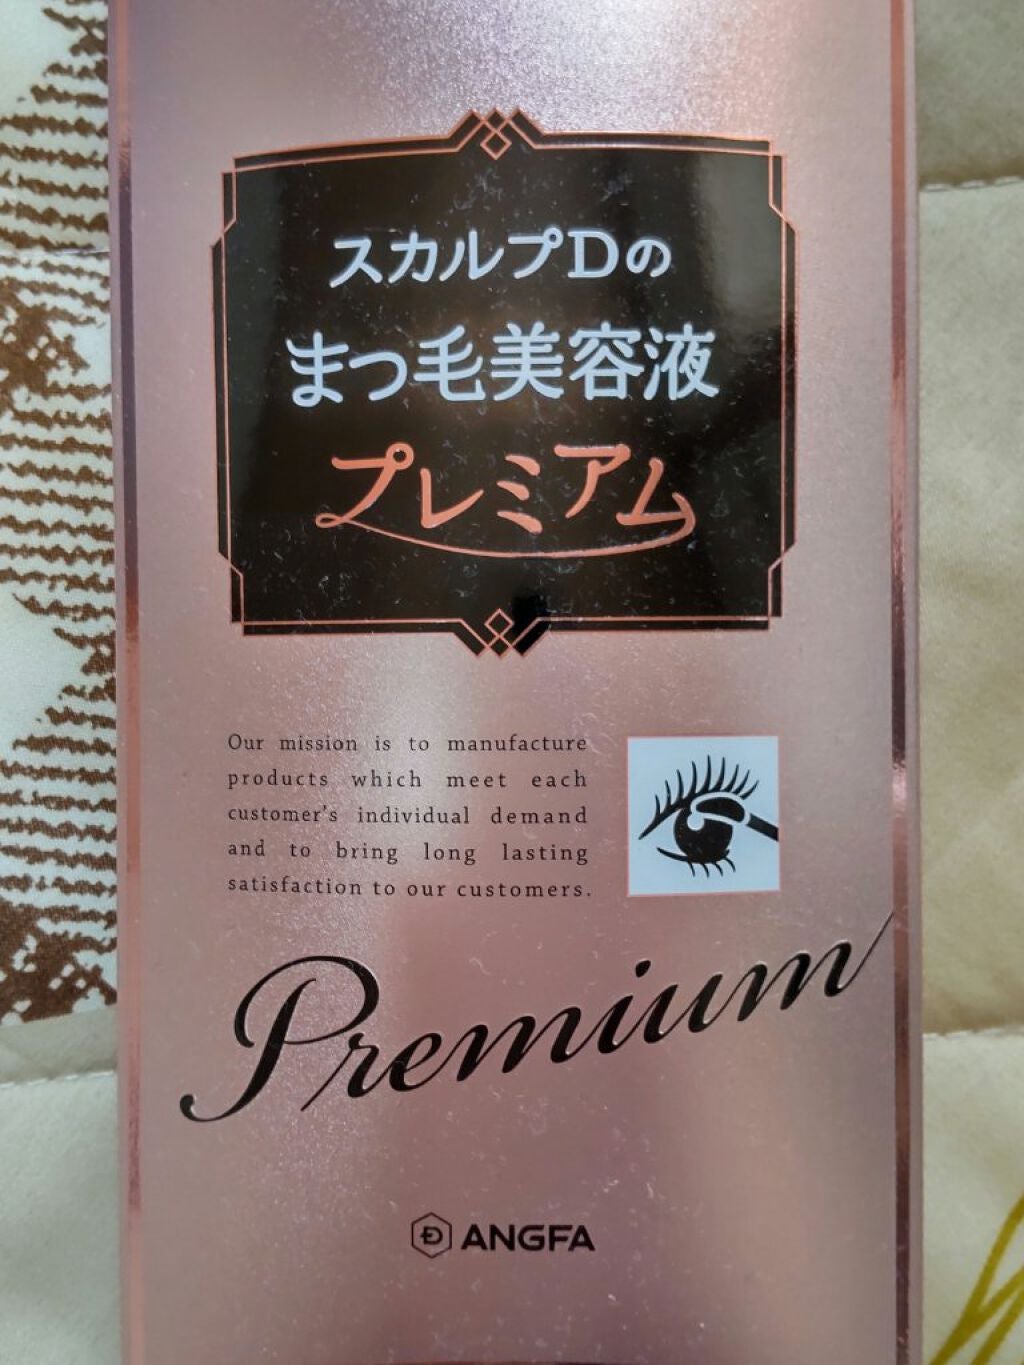 スカルプDの
まつ毛美容液
プレミアム
Our mission is to manufacture
products which meet each
customer's individual demand
and to bring long lasting
satisfaction to our customers.
Premium
ANGFA